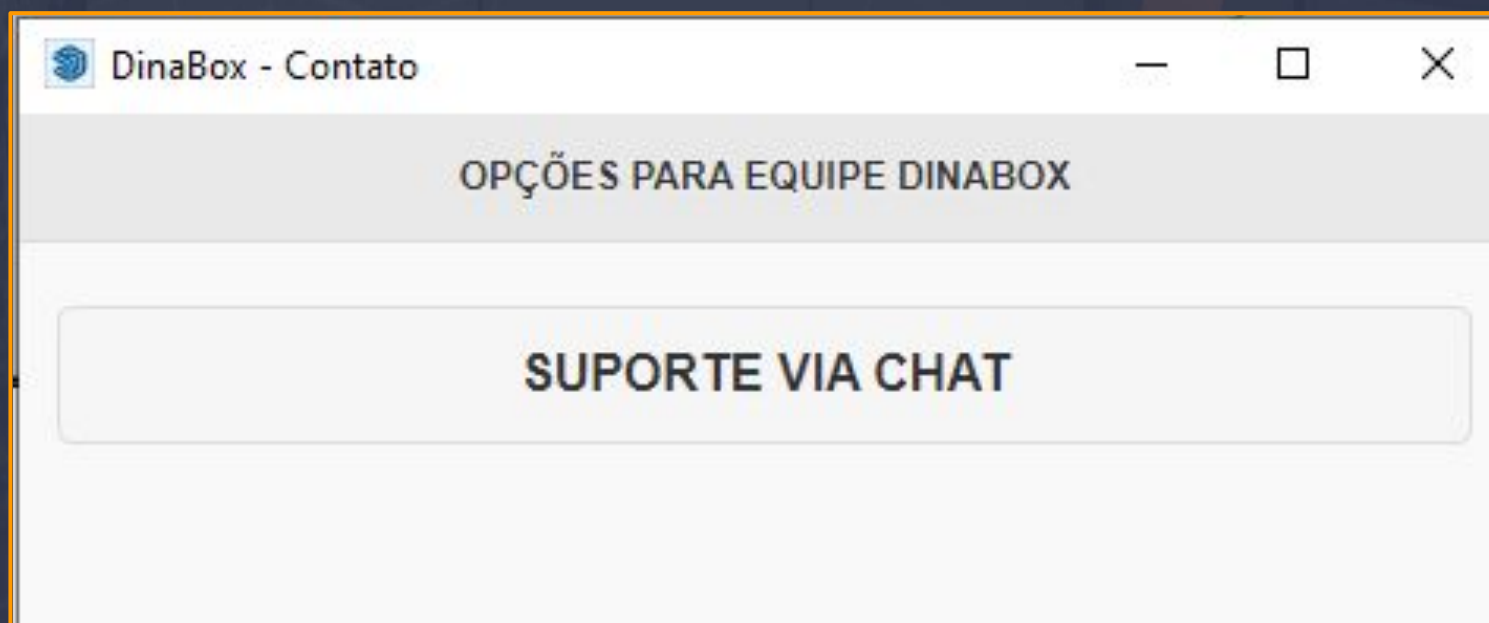 DinaBox - Contato
OPÇÕES PARA EQUIPE DINABOX
SUPORTE VIA CHAT